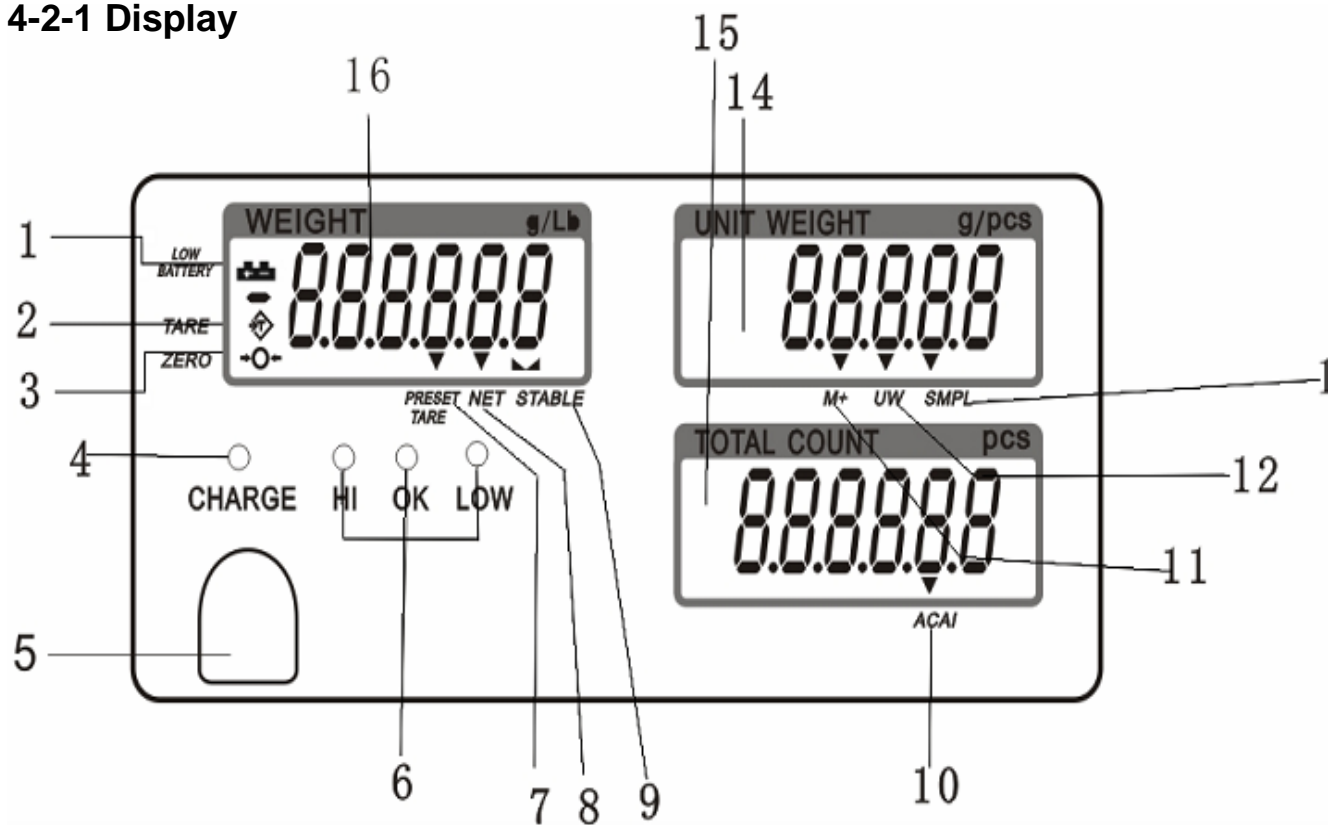 4-2-1 Display
15
16
14
WEIGHT g/Lb
UNIT WEIGHT g/pcs
1
LOW
BATTERY
2
TARE
3
ZERO
PRESET NET STABLE
TARE
M+ UW SMPL
1
TOTAL COUNT pcs
4
CHARGE HI OK LOW
12
11
ACAI
5
6
7
8
9
10